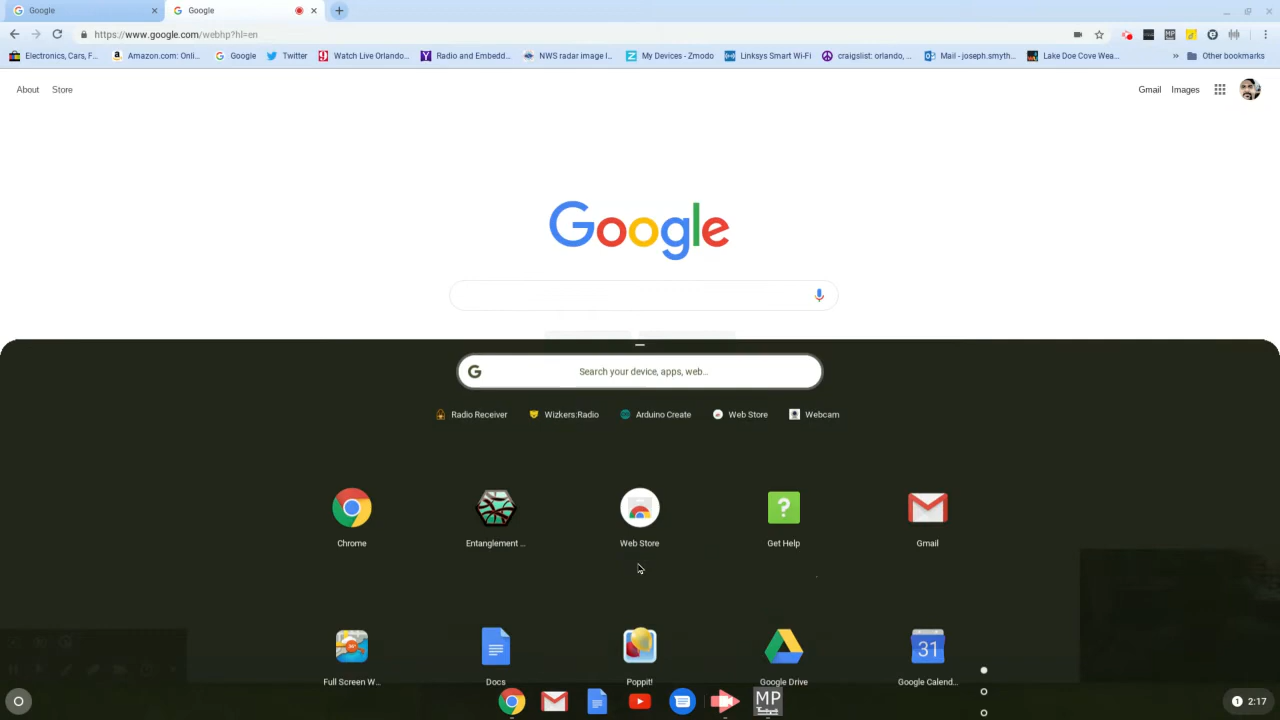 Google
Google
https://www.google.com/webhp?hl=en
Electronics, Cars, F...
Amazon.com: Onli...
Google
Twitter
Watch Live Orlando...
Radio and Embedd...
NWS radar image l...
My Devices - Zmodo
Linksys Smart Wi-Fi
craigslist: orlando, ...
Mail - joseph.smyth...
Lake Doe Cove Wea...
»
Other bookmarks
About
Store
Gmail
Images
Google
Search your device, apps, web...
Radio Receiver
Wizkers:Radio
Arduino Create
Web Store
Webcam
Chrome
Entanglement ...
Web Store
Get Help
Gmail
31
Full Screen W...
Docs
Poppit!
Google Drive
Google Calend...
MP
1
2:17